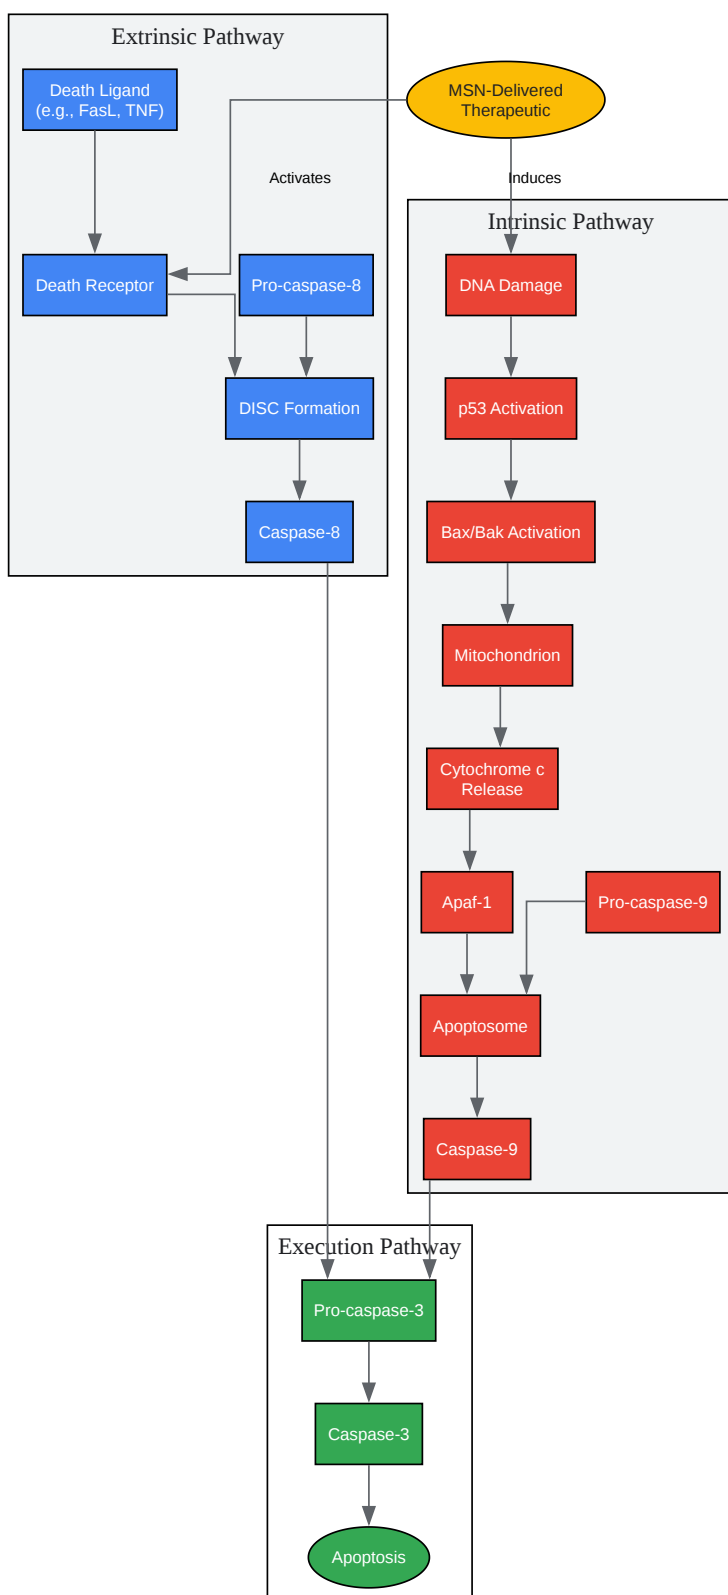 Extrinsic Pathway
Death Ligand
(e.g., FasL, TNF)
MSN-Delivered
Therapeutic
Activates
Induces
Intrinsic Pathway
Death Receptor
Pro-caspase-8
DNA Damage
DISC Formation
p53 Activation
Caspase-8
Bax/Bak Activation
Mitochondrion
Cytochrome c
Release
Apaf-1
Pro-caspase-9
Apoptosome
Caspase-9
Execution Pathway
Pro-caspase-3
Caspase-3
Apoptosis